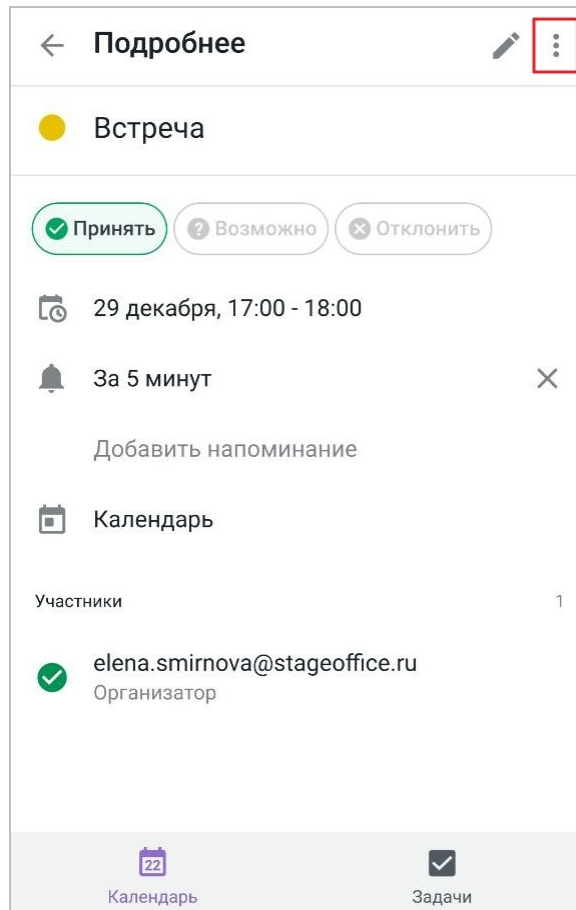 Подробнее
Встреча
Принять Возможно Отклонить
29 декабря, 17:00 - 18:00
За 5 минут
Добавить напоминание
Календарь
Участники 1
elena.smirnova@stageoffice.ru
Организатор
22
Календарь Задачи